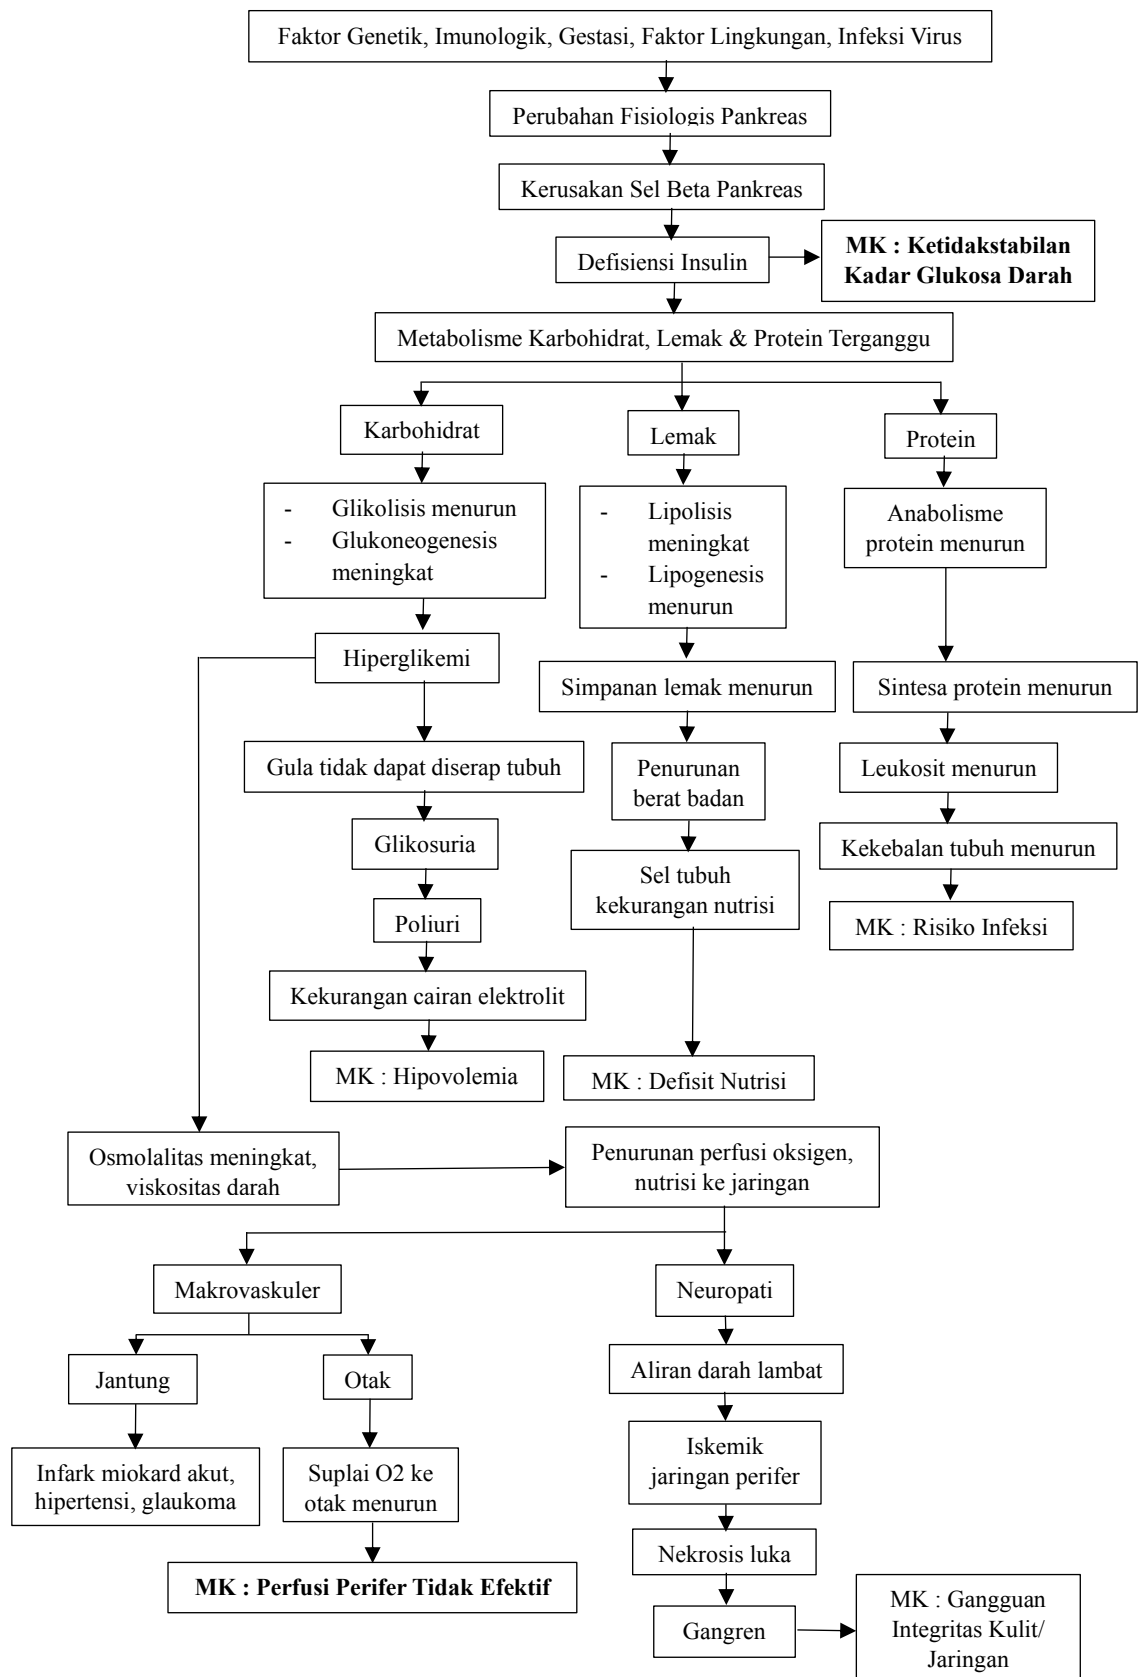 Faktor Genetik, Imunologik, Gestasi, Faktor Lingkungan, Infeksi Virus
Perubahan Fisiologis Pankreas
Kerusakan Sel Beta Pankreas
Defisiensi Insulin
MK : Ketidakstabilan
Kadar Glukosa Darah
Metabolisme Karbohidrat, Lemak & Protein Terganggu
Karbohidrat
Lemak
Protein
- Glikolisis menurun
- Glukoneogenesis
meningkat
- Lipolisis
meningkat
- Lipogenesis
menurun
Anabolisme
protein menurun
Hiperglikemi
Simpanan lemak menurun
Sintesa protein menurun
Gula tidak dapat diserap tubuh
Penurunan
berat badan
Leukosit menurun
Glikosuria
Sel tubuh
kekurangan nutrisi
Kekebalan tubuh menurun
Poliuri
MK : Risiko Infeksi
Kekurangan cairan elektrolit
MK : Hipovolemia
MK : Defisit Nutrisi
Osmolalitas meningkat,
viskositas darah
Penurunan perfusi oksigen,
nutrisi ke jaringan
Makrovaskuler
Neuropati
Jantung
Otak
Aliran darah lambat
Infark miokard akut,
hipertensi, glaukoma
Suplai O2 ke
otak menurun
Iskemik
jaringan perifer
MK : Perfusi Perifer Tidak Efektif
Nekrosis luka
Gangren
MK : Gangguan
Integritas Kulit/
Jaringan